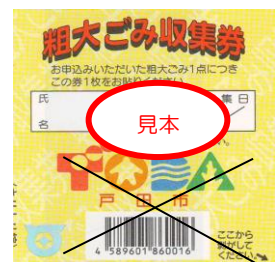 粗大ごみ収集券
お申込みいただいた粗大ごみ1点につき
この券1枚をお貼りください
氏
名
集日
見本
TODA
戸田市
4 589601 860016
ここから
剥がして
ください。